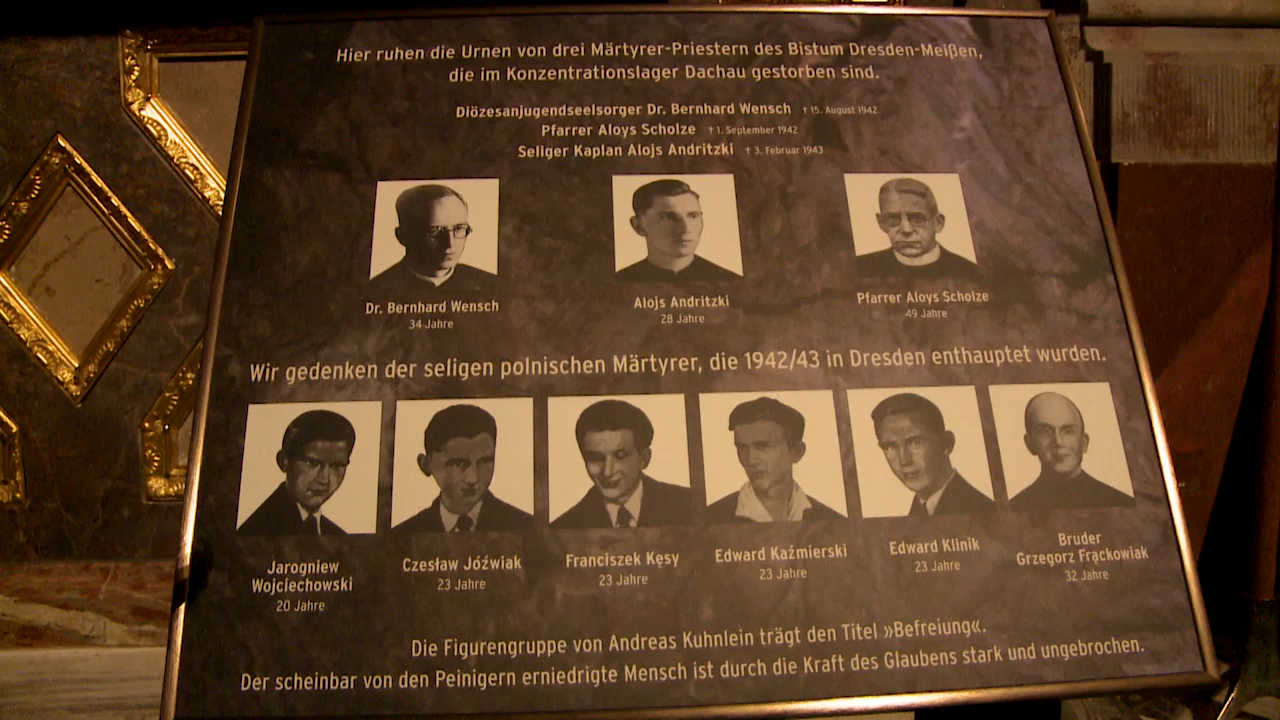 Hier ruhen die Urnen von drei Märtyrer-Priestern des Bistum Dresden-Meißen,
die im Konzentrationslager Dachau gestorben sind.
Diözesanjugendseelsorger Dr. Bernhard Wensch † 15. August 1942
Pfarrer Aloys Scholze † 1. September 1942
Seliger Kaplan Alojs Andritzki † 3. Februar 1943
Dr. Bernhard Wensch
34 Jahre
Alojs Andritzki
28 Jahre
Pfarrer Aloys Scholze
49 Jahre
Wir gedenken der seligen polnischen Märtyrer, die 1942/43 in Dresden enthauptet wurden.
Jarogniew
Wojciechowski
20 Jahre
Czesław Jóźwiak
23 Jahre
Franciszek Kęsy
23 Jahre
Edward Kaźmierski
23 Jahre
Edward Klinik
23 Jahre
Bruder
Grzegorz Frąckowiak
32 Jahre
Die Figurengruppe von Andreas Kuhnlein trägt den Titel »Befreiung«.
Der scheinbar von den Peinigern erniedrigte Mensch ist durch die Kraft des Glaubens stark und ungebrochen.